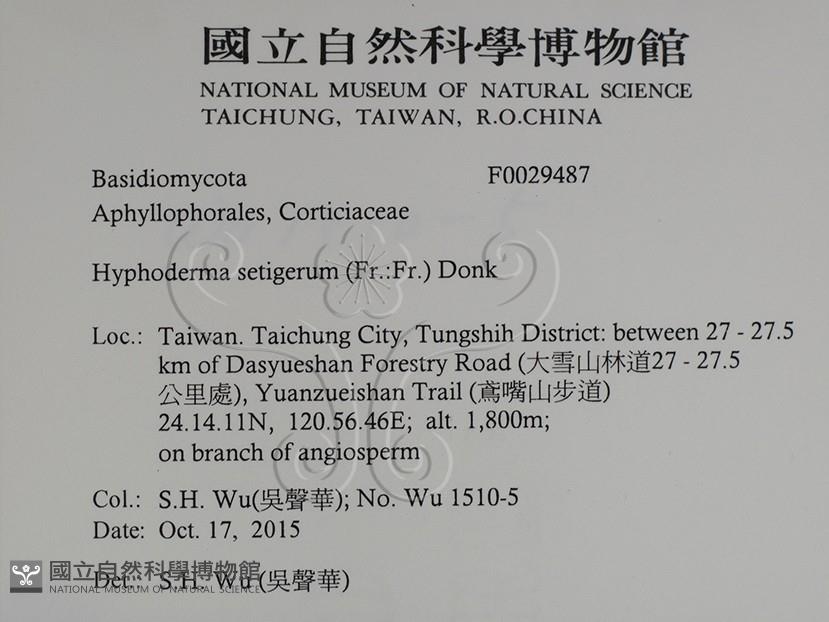 國立自然科學博物館
NATIONAL MUSEUM OF NATURAL SCIENCE
TAICHUNG, TAIWAN, R.O.CHINA
Basidiomycota F0029487
Aphyllophorales, Corticiaceae
Hyphoderma setigerum (Fr.:Fr.) Donk
Loc.: Taiwan. Taichung City, Tungshih District: between 27 - 27.5
km of Dasyueshan Forestry Road (大雪山林道27 - 27.5
公里處), Yuanzueishan Trail (鳶嘴山步道)
24.14.11N, 120.56.46E; alt. 1,800m;
on branch of angiosperm
Col.: S.H. Wu(吳聲華); No. Wu 1510-5
Date: Oct. 17, 2015
Det.: S.H. Wu (吳聲華)
國立自然科學博物館
NATIONAL MUSEUM OF NATURAL SCIENCE